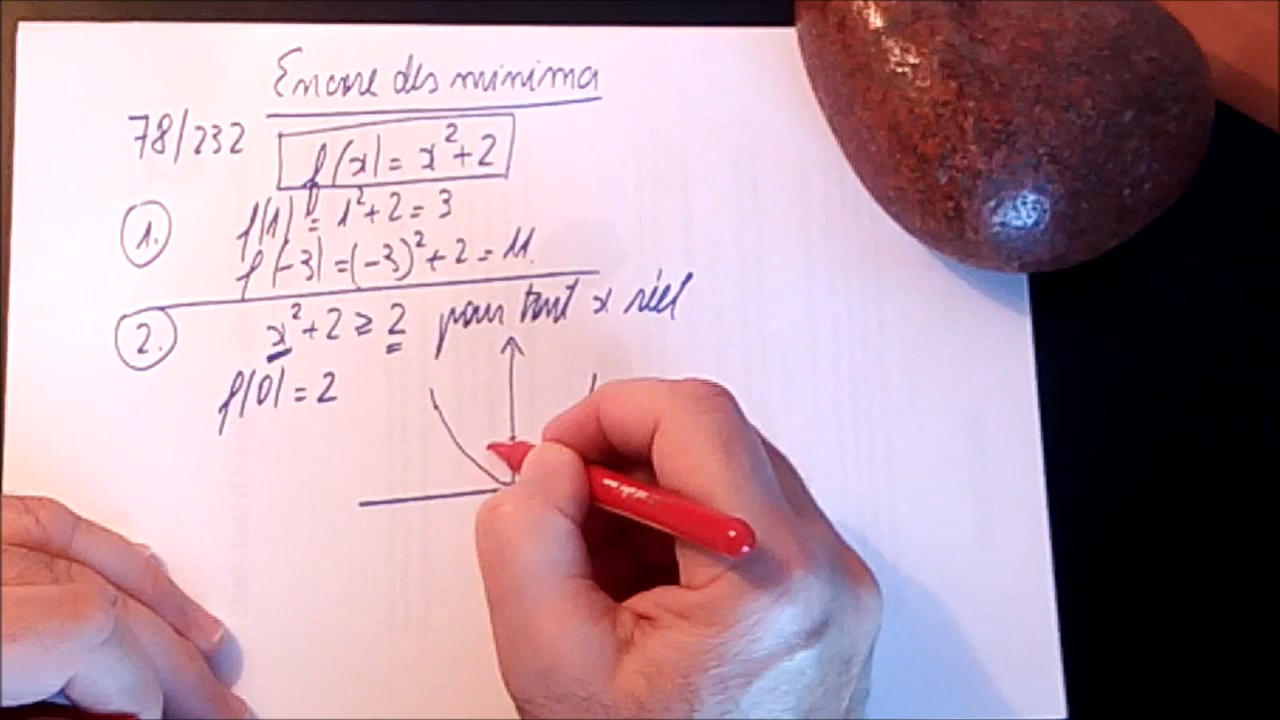 Encore des minima
78/232
f(x) = x²+2
1. f(1) = 1²+2 = 3
f(-3) = (-3)²+2 = 11.
2. x²+2 ≥ 2 pour tout x réel
f(0) = 2